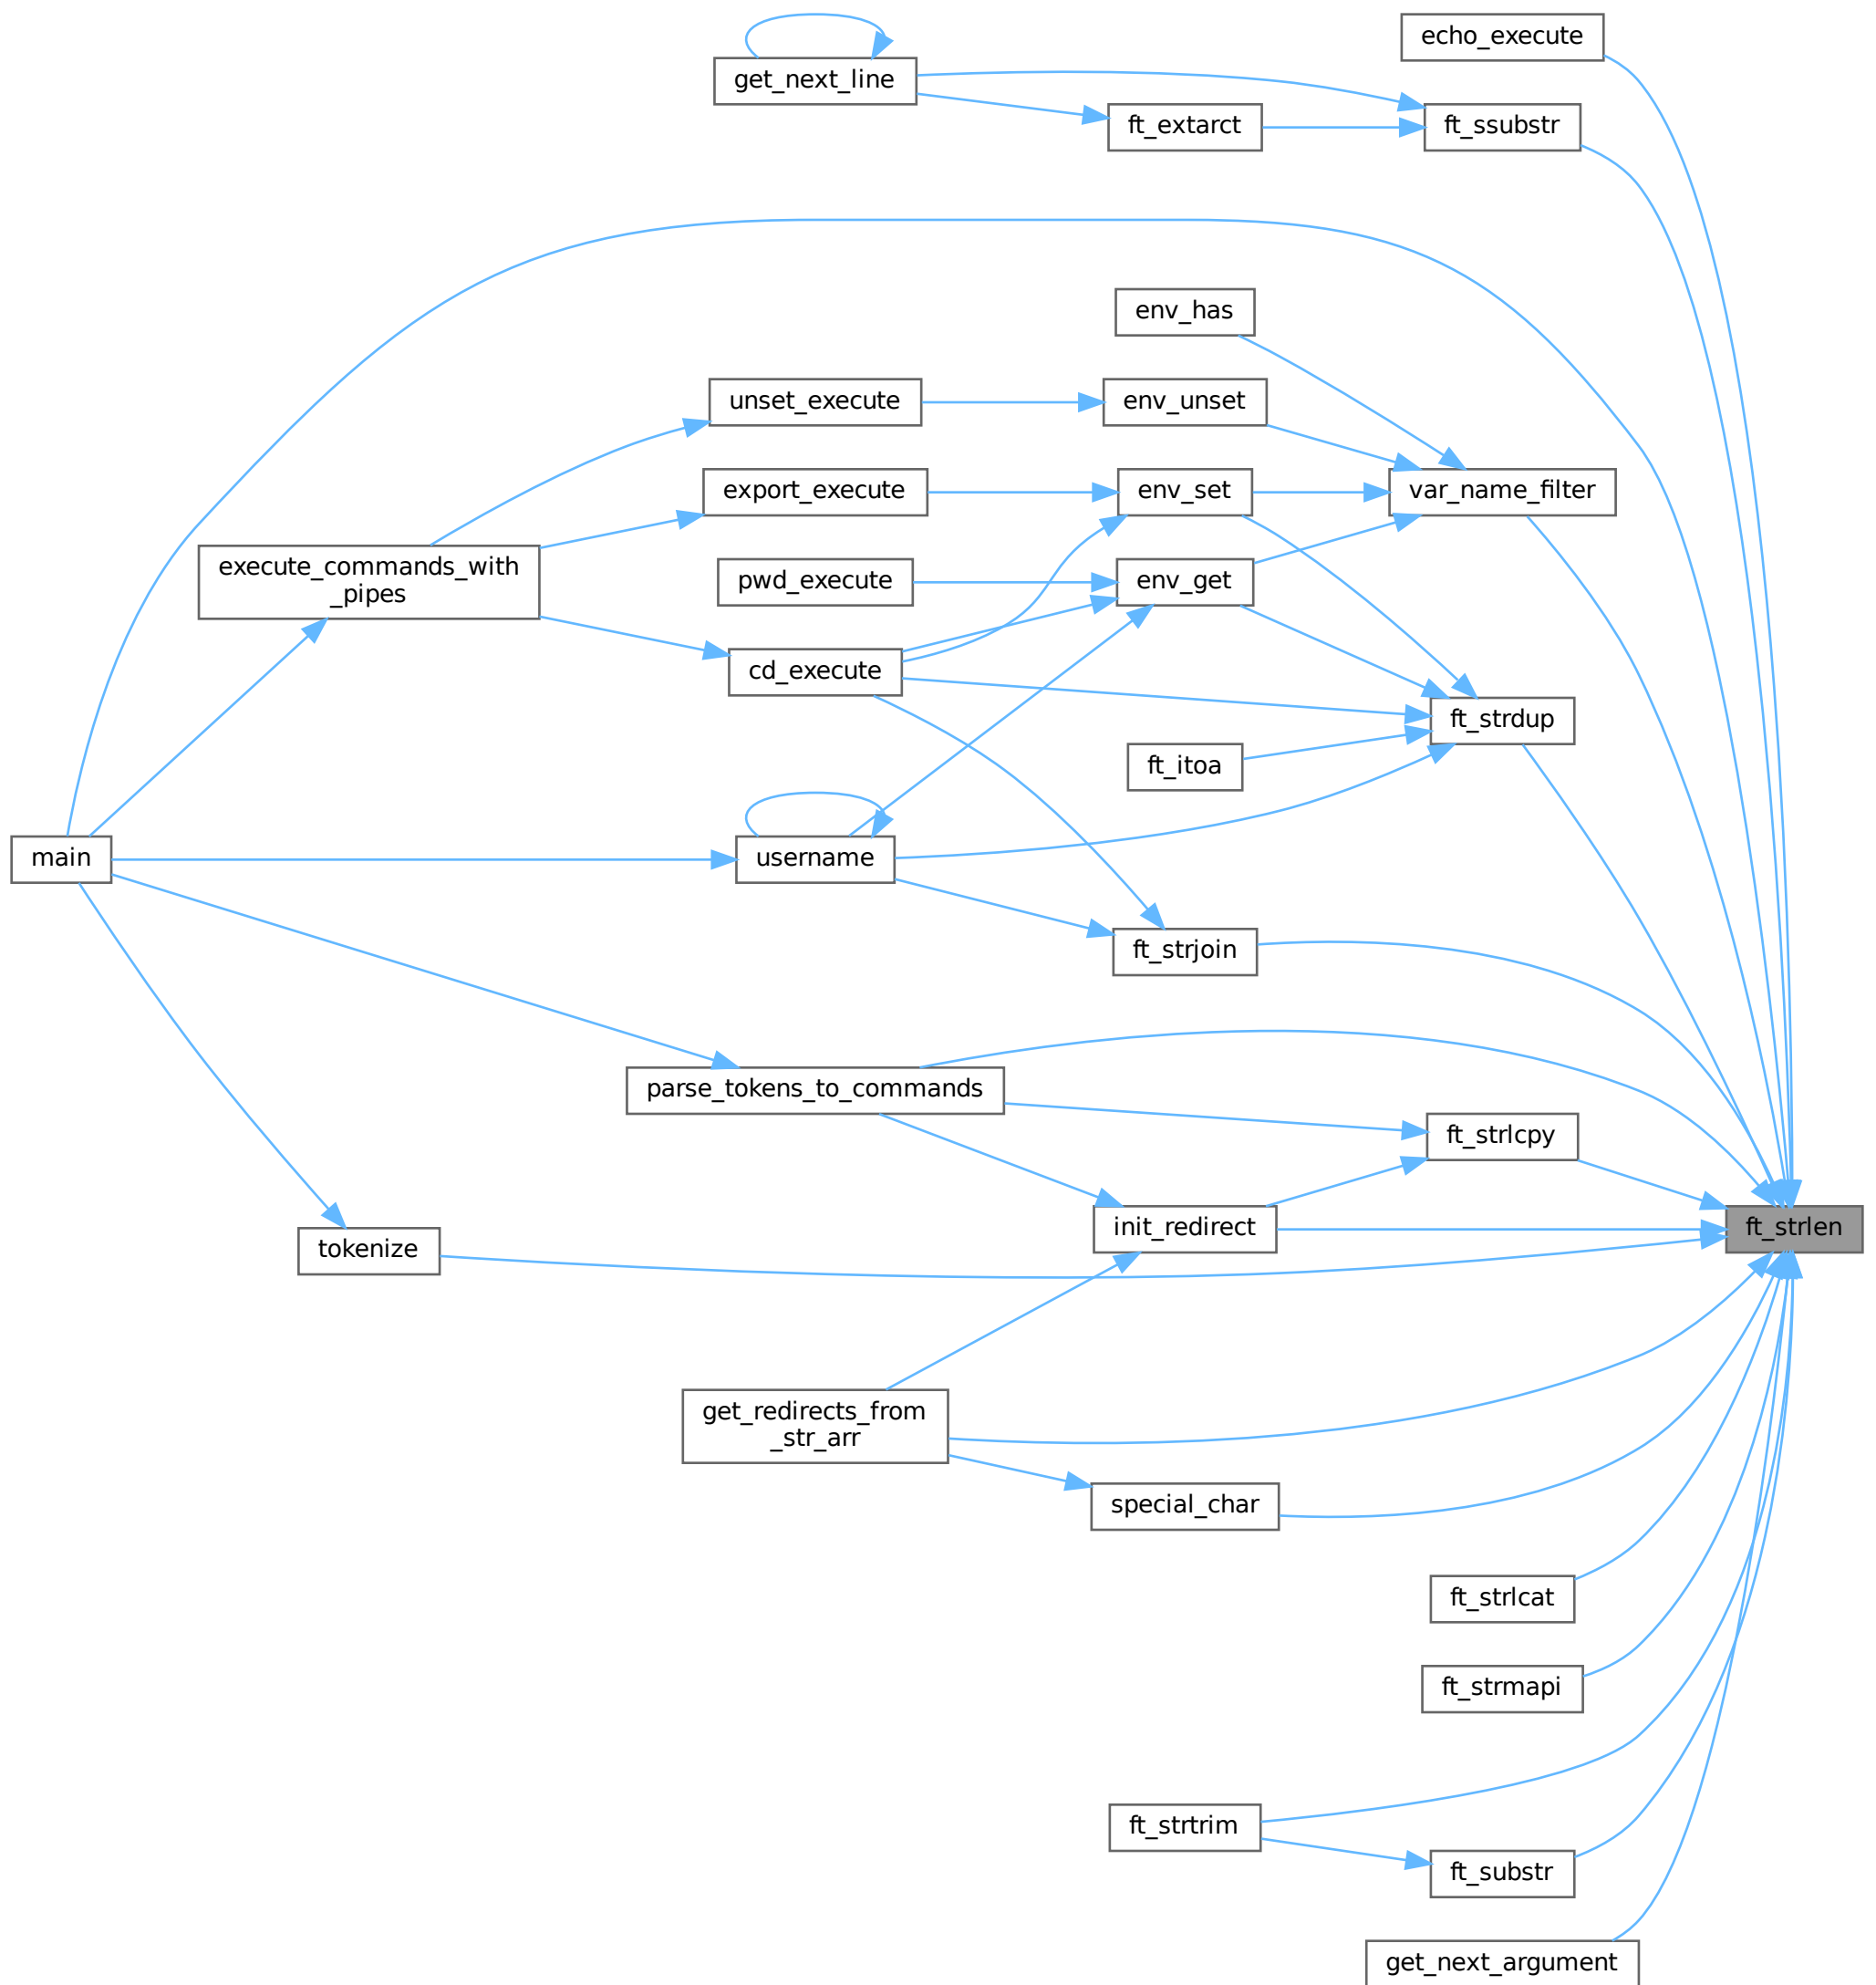 echo_execute
get_next_line
ft_extarct
ft_ssubstr
env_has
unset_execute
env_unset
export_execute
env_set
var_name_filter
execute_commands_with
_pipes
pwd_execute
env_get
cd_execute
ft_strdup
ft_itoa
main
username
ft_strjoin
parse_tokens_to_commands
ft_strlcpy
tokenize
init_redirect
ft_strlen
get_redirects_from
_str_arr
special_char
ft_strlcat
ft_strmapi
ft_strtrim
ft_substr
get_next_argument